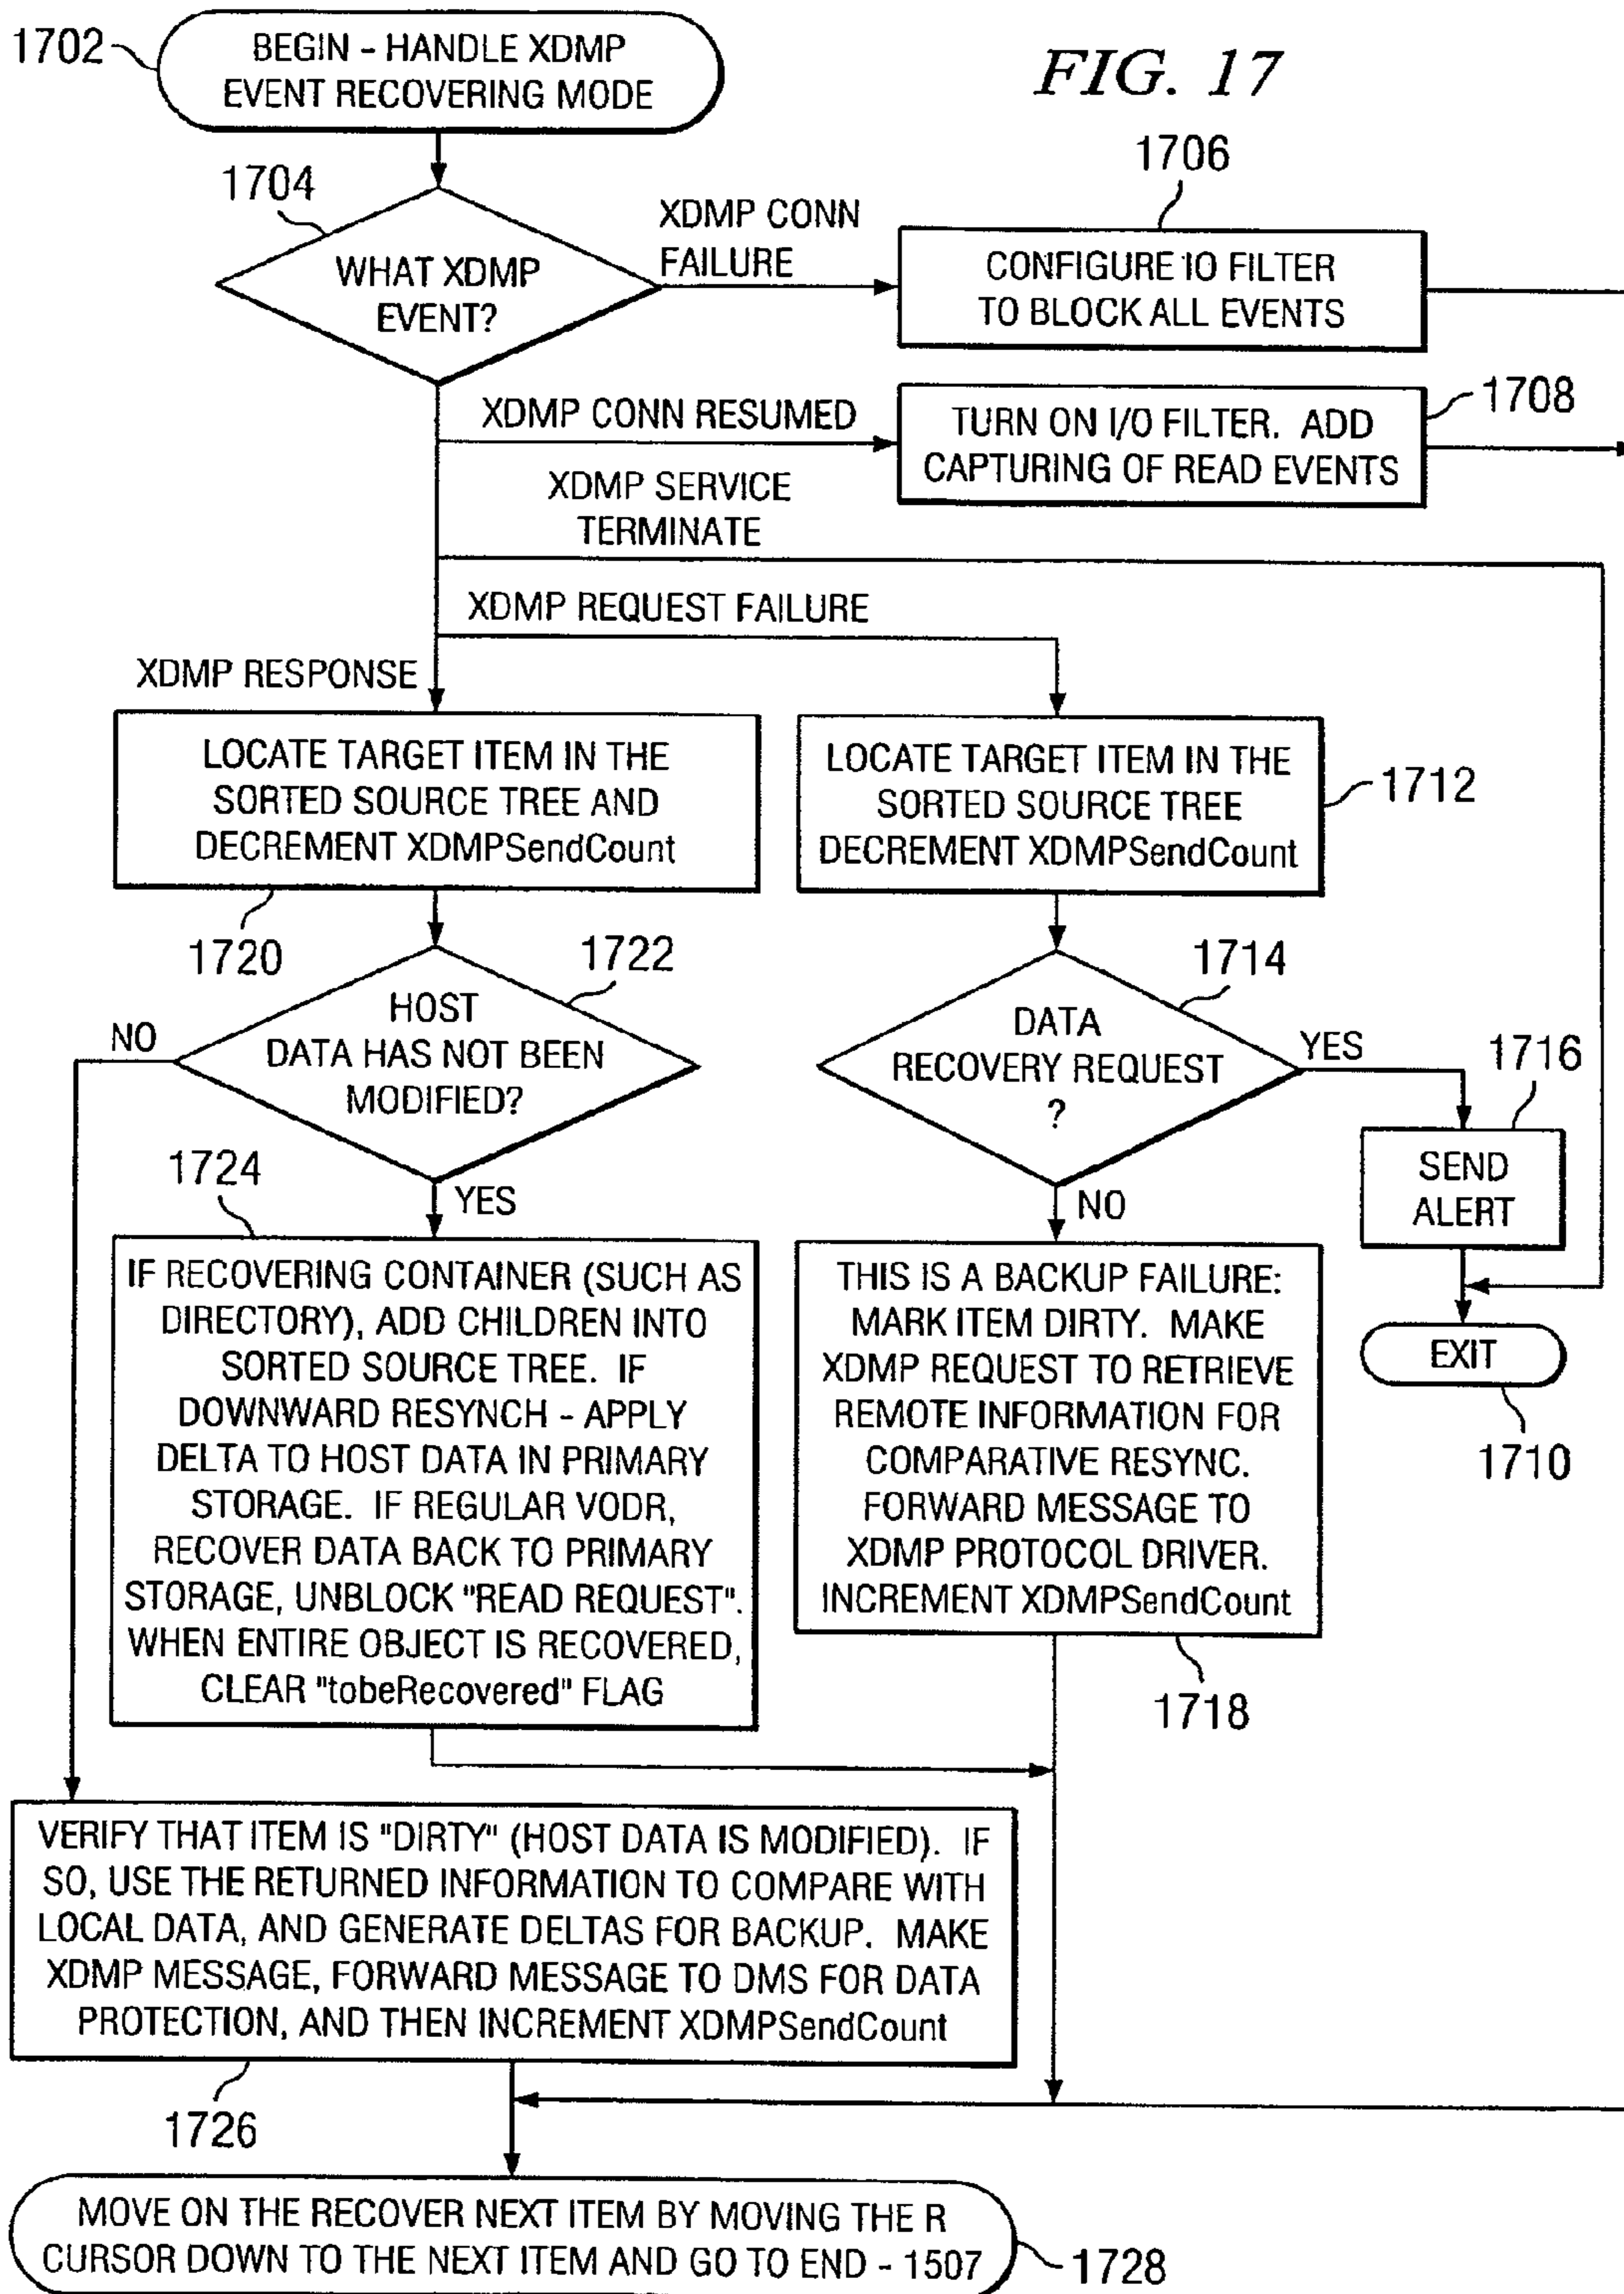 FIG. 17
1702
BEGIN - HANDLE XDMP
EVENT RECOVERING MODE
1704
WHAT XDMP
EVENT?
XDMP CONN
FAILURE
1706
CONFIGURE IO FILTER
TO BLOCK ALL EVENTS
XDMP CONN RESUMED
1708
TURN ON I/O FILTER. ADD
CAPTURING OF READ EVENTS
XDMP SERVICE
TERMINATE
XDMP REQUEST FAILURE
XDMP RESPONSE
LOCATE TARGET ITEM IN THE
SORTED SOURCE TREE AND
DECREMENT XDMPSendCount
1720
LOCATE TARGET ITEM IN THE
SORTED SOURCE TREE
DECREMENT XDMPSendCount
1712
1722
HOST
DATA HAS NOT BEEN
MODIFIED?
NO
YES
1714
DATA
RECOVERY REQUEST
?
YES
NO
1716
SEND
ALERT
EXIT
1710
1724
IF RECOVERING CONTAINER (SUCH AS
DIRECTORY), ADD CHILDREN INTO
SORTED SOURCE TREE. IF
DOWNWARD RESYNCH - APPLY
DELTA TO HOST DATA IN PRIMARY
STORAGE. IF REGULAR VODR,
RECOVER DATA BACK TO PRIMARY
STORAGE, UNBLOCK "READ REQUEST".
WHEN ENTIRE OBJECT IS RECOVERED,
CLEAR "tobeRecovered" FLAG
THIS IS A BACKUP FAILURE:
MARK ITEM DIRTY. MAKE
XDMP REQUEST TO RETRIEVE
REMOTE INFORMATION FOR
COMPARATIVE RESYNC.
FORWARD MESSAGE TO
XDMP PROTOCOL DRIVER.
INCREMENT XDMPSendCount
1718
VERIFY THAT ITEM IS "DIRTY" (HOST DATA IS MODIFIED). IF
SO, USE THE RETURNED INFORMATION TO COMPARE WITH
LOCAL DATA, AND GENERATE DELTAS FOR BACKUP. MAKE
XDMP MESSAGE, FORWARD MESSAGE TO DMS FOR DATA
PROTECTION, AND THEN INCREMENT XDMPSendCount
1726
MOVE ON THE RECOVER NEXT ITEM BY MOVING THE R
CURSOR DOWN TO THE NEXT ITEM AND GO TO END - 1507
1728